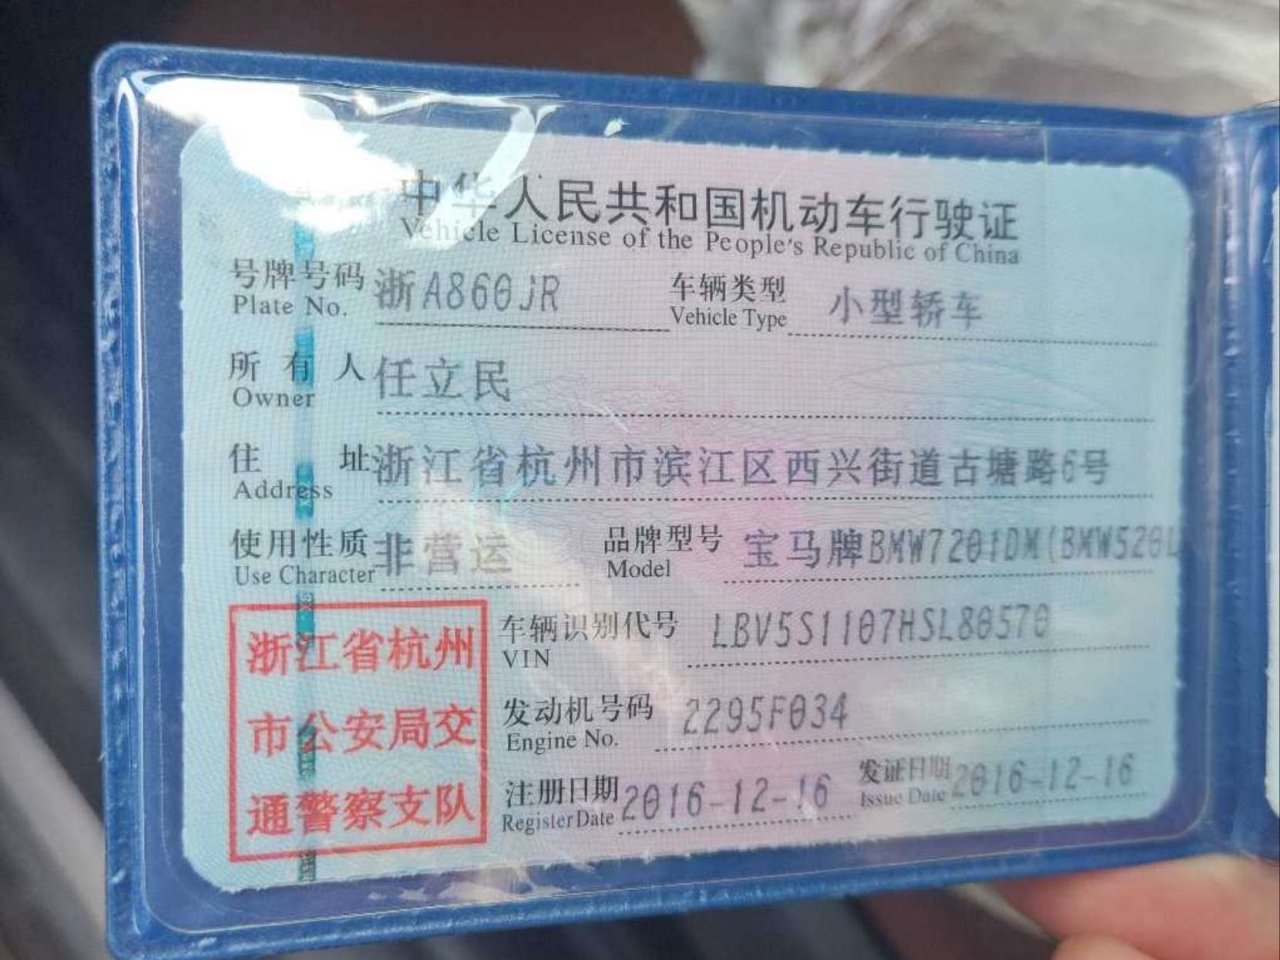 中华人民共和国机动车行驶证
Vehicle License of the People's Republic of China
号牌号码 浙A860JR 车辆类型 小型轿车
Plate No. Vehicle Type
所有人 任立民
Owner
住址 浙江省杭州市滨江区西兴街道古塘路6号
Address
使用性质 非营运 品牌型号 宝马牌BMW7201DM(BMW520L
Use Character Model
浙江省杭州
市公安局交
通警察支队
车辆识别代号 LBV5S1107HSL80570
VIN
发动机号码 2295F034
Engine No.
注册日期 2016-12-16 发证日期 2016-12-16
Register Date Issue Date